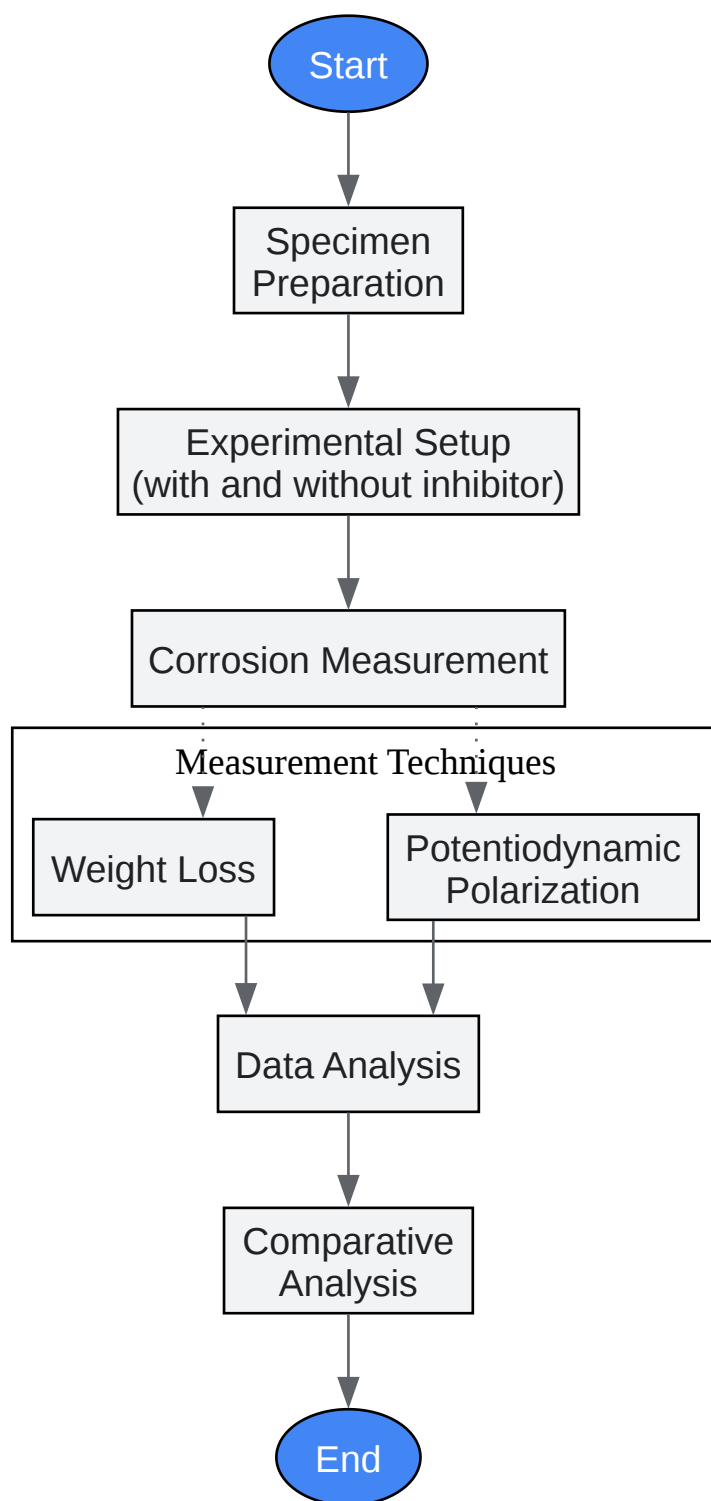 Start
Specimen
Preparation
Experimental Setup
(with and without inhibitor)
Corrosion Measurement
Measurement Techniques
Weight Loss
Potentiodynamic
Polarization
Data Analysis
Comparative
Analysis
End